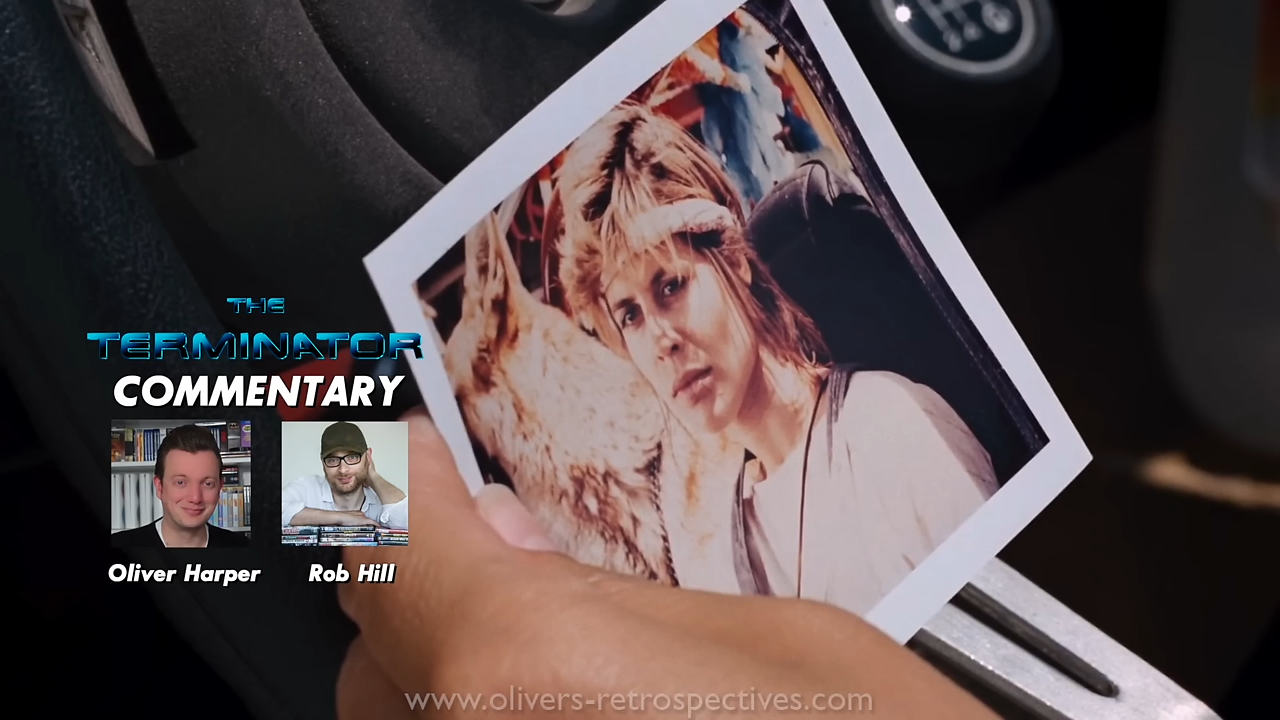 THE
TERMINATOR
COMMENTARY
Oliver Harper
Rob Hill
www.olivers-retrospectives.com